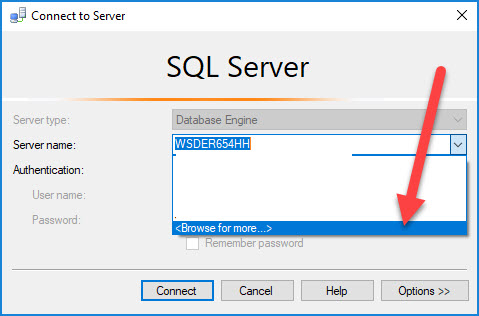 Connect to Server
SQL Server
Server type:
Database Engine
Server name:
WSDER654HH
Authentication:
User name:
Password:
<Browse for more...>
Remember password
Connect
Cancel
Help
Options >>